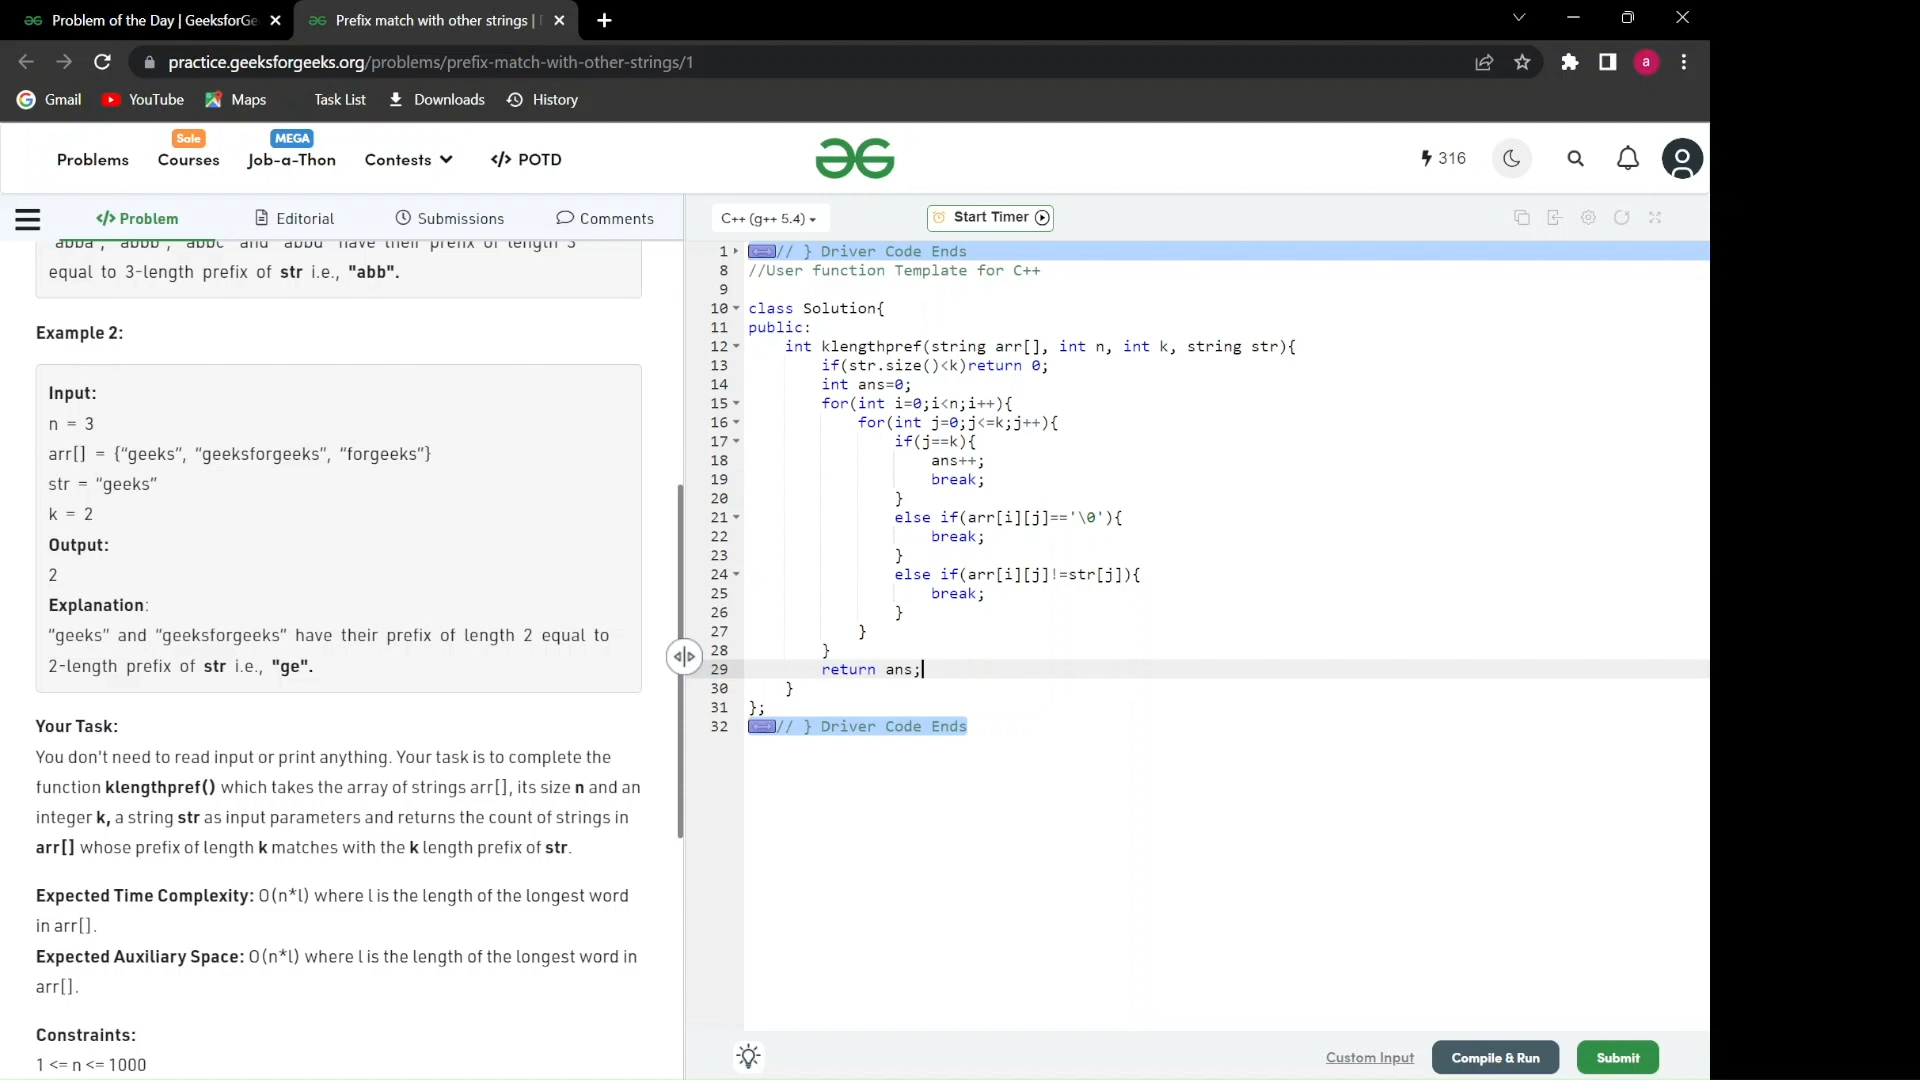 Problem of the Day | GeeksforGe
Prefix match with other strings |
practice.geeksforgeeks.org/problems/prefix-match-with-other-strings/1
a
Gmail
YouTube
Maps
Task List
Downloads
History
Problems
Sale
Courses
MEGA
Job-a-Thon
Contests
</> POTD
316
</> Problem
Editorial
Submissions
Comments
"abba", "abbb", "abbc" and "abbd" have their prefix of length 3
equal to 3-length prefix of str i.e., "abb".
Example 2:
Input:
n = 3
arr[] = {“geeks”, “geeksforgeeks”, “forgeeks”}
str = “geeks”
k = 2
Output:
2
Explanation:
“geeks” and “geeksforgeeks” have their prefix of length 2 equal to
2-length prefix of str i.e., "ge".
Your Task:
You don't need to read input or print anything. Your task is to complete the
function klengthpref() which takes the array of strings arr[], its size n and an
integer k, a string str as input parameters and returns the count of strings in
arr[] whose prefix of length k matches with the k length prefix of str.
Expected Time Complexity: O(n*l) where l is the length of the longest word
in arr[].
Expected Auxiliary Space: O(n*l) where l is the length of the longest word in
arr[].
Constraints:
1 <= n <= 1000
C++ (g++ 5.4)
Start Timer
1 // } Driver Code Ends
8 //User function Template for C++
9
10 class Solution{
11 public:
12 int klengthpref(string arr[], int n, int k, string str){
13 if(str.size()<k)return 0;
14 int ans=0;
15 for(int i=0;i<n;i++){
16 for(int j=0;j<=k;j++){
17 if(j==k){
18 ans++;
19 break;
20 }
21 else if(arr[i][j]=='\0'){
22 break;
23 }
24 else if(arr[i][j]!=str[j]){
25 break;
26 }
27 }
28 }
29 return ans;
30 }
31 };
32 // } Driver Code Ends
Custom Input
Compile & Run
Submit